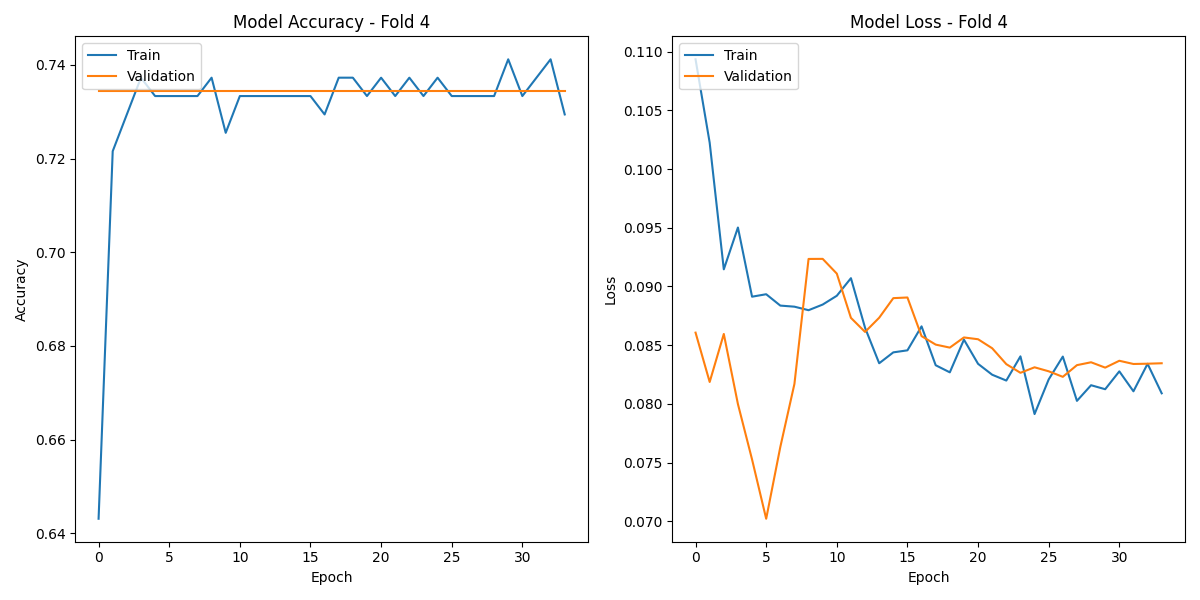 Model Accuracy - Fold 4
Train
Validation
0.74
0.72
0.70
0.68
0.66
0.64
Accuracy
0 5 10 15 20 25 30
Epoch
Model Loss - Fold 4
Train
Validation
0.110
0.105
0.100
0.095
0.090
0.085
0.080
0.075
0.070
Loss
0 5 10 15 20 25 30
Epoch